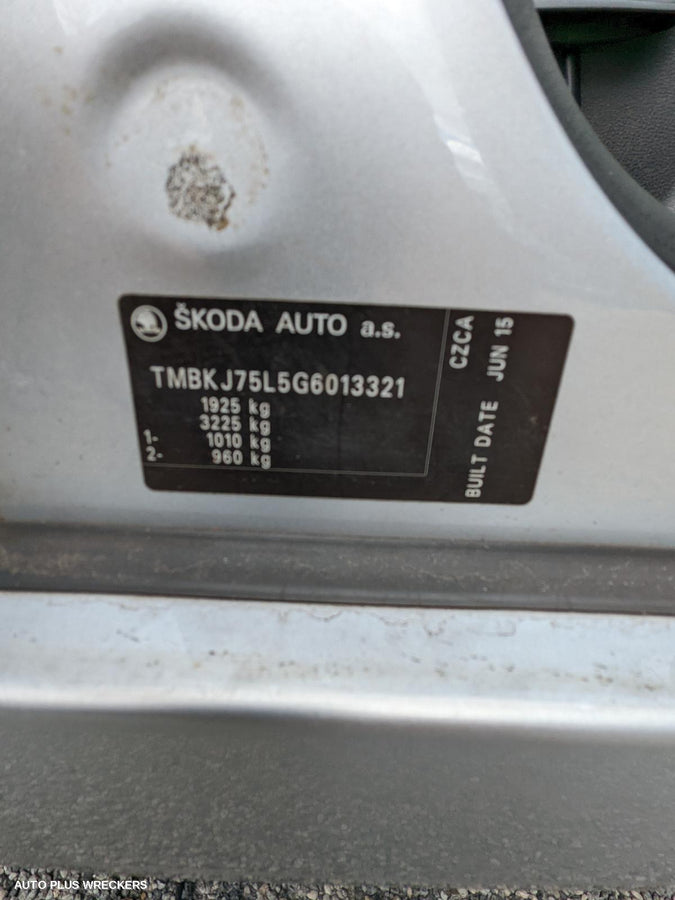 ŠKODA AUTO a.s.
TMBKJ75L5G6013321
1925 kg
3225 kg
1- 1010 kg
2- 960 kg
CZCA
BUILT DATE JUN 15
AUTO PLUS WRECKERS